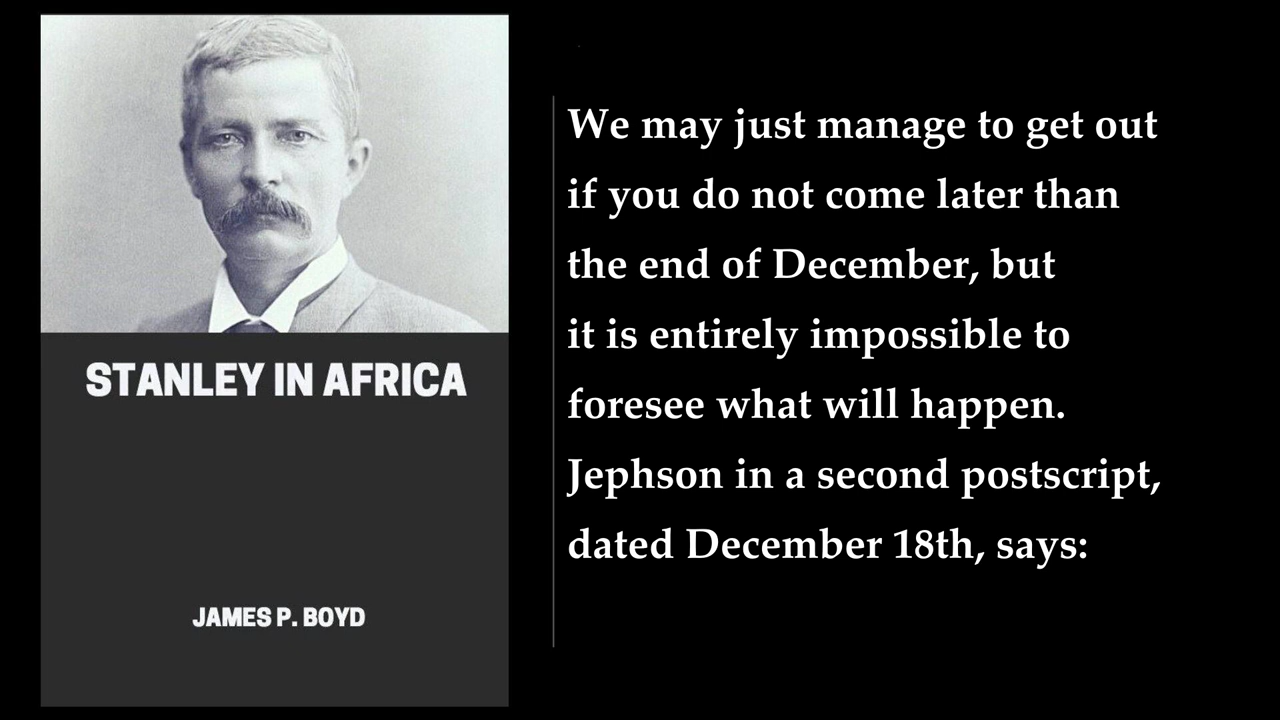 STANLEY IN AFRICA
JAMES P. BOYD
We may just manage to get out
if you do not come later than
the end of December, but
it is entirely impossible to
foresee what will happen.
Jephson in a second postscript,
dated December 18th, says: